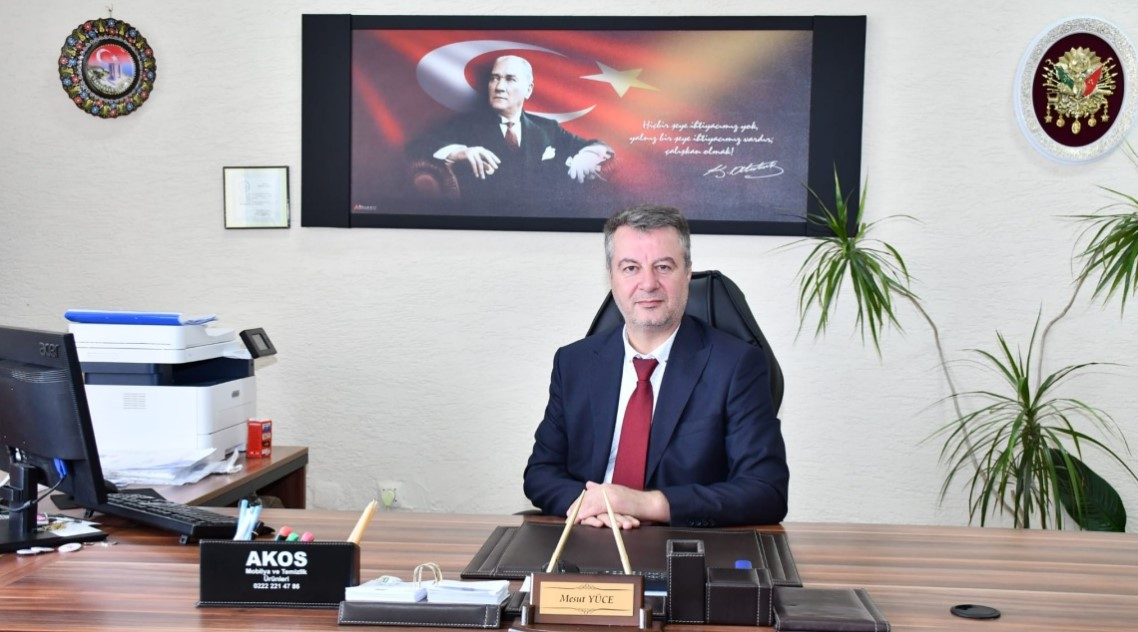 Hiçbir şeye ihtiyacımız yok,
yalnız bir şeye ihtiyacımız vardır;
çalışkan olmak!
K. Atatürk
acer
AKOS
Mobilya ve Temizlik
Ürünleri
0222 221 47 86
Mesut YÜCE